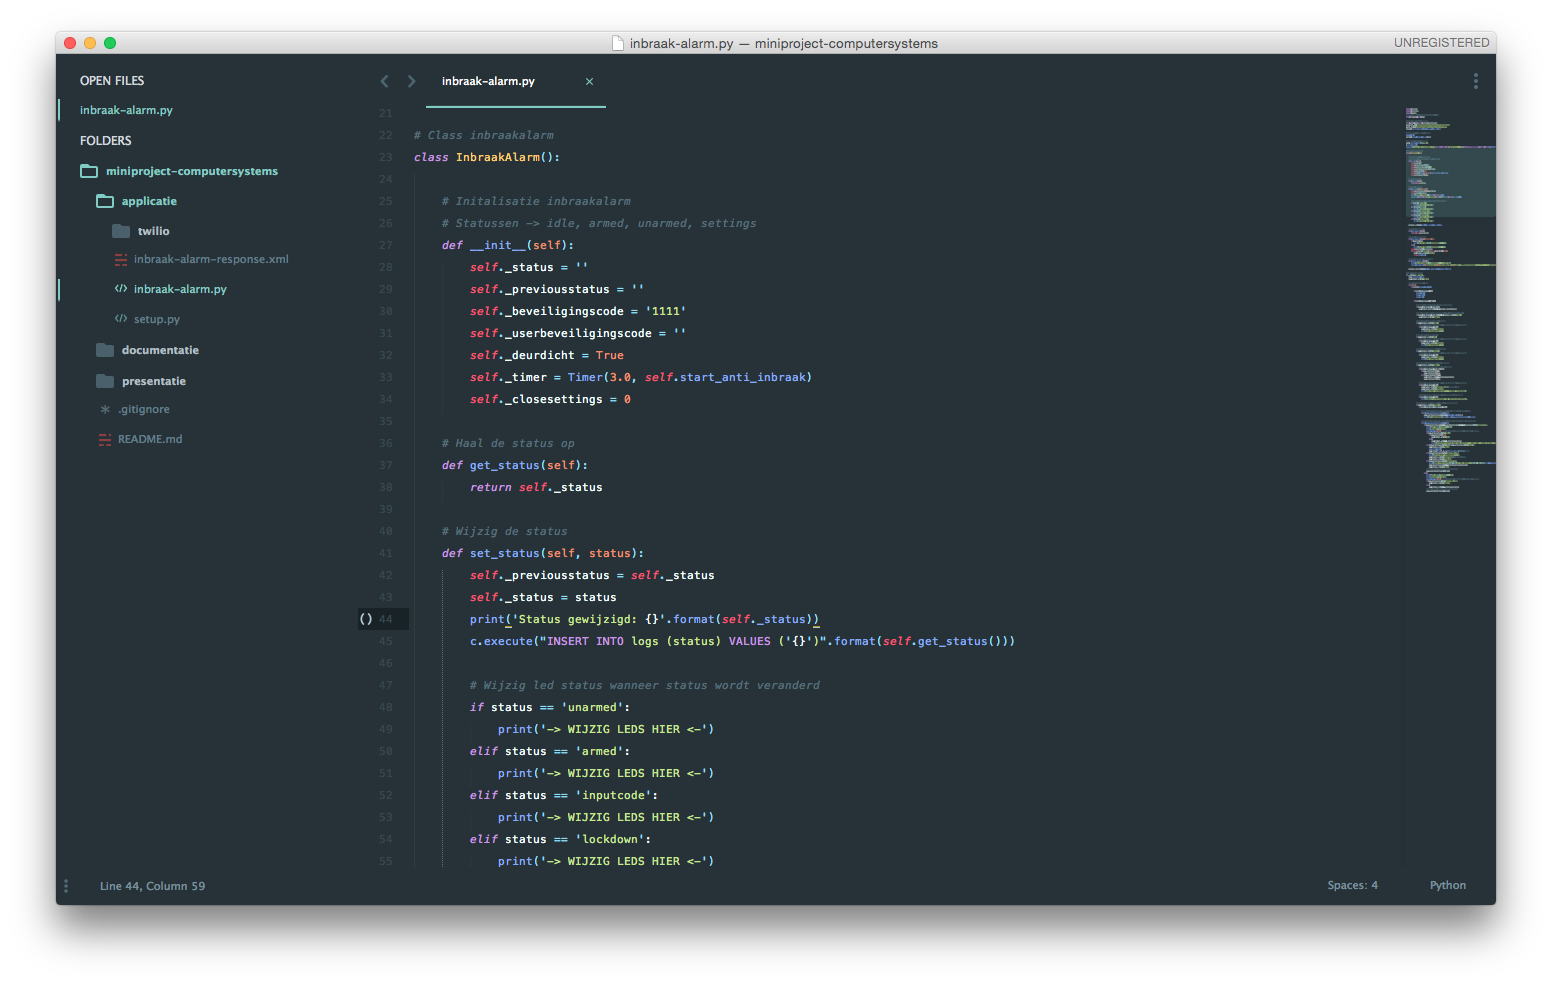 inbraak-alarm.py — miniproject-computersystems
UNREGISTERED
OPEN FILES
inbraak-alarm.py
FOLDERS
miniproject-computersystems
applicatie
twilio
inbraak-alarm-response.xml
inbraak-alarm.py
setup.py
documentatie
presentatie
.gitignore
README.md
inbraak-alarm.py ×
21
22 # Class inbraakalarm
23 class InbraakAlarm():
24
25 # Initalisatie inbraakalarm
26 # Statussen -> idle, armed, unarmed, settings
27 def __init__(self):
28 self._status = ''
29 self._previousstatus = ''
30 self._beveiligingscode = '1111'
31 self._userbeveiligingscode = ''
32 self._deurdicht = True
33 self._timer = Timer(3.0, self.start_anti_inbraak)
34 self._closesettings = 0
35
36 # Haal de status op
37 def get_status(self):
38 return self._status
39
40 # Wijzig de status
41 def set_status(self, status):
42 self._previousstatus = self._status
43 self._status = status
() 44 print('Status gewijzigd: {}'.format(self._status))
45 c.execute("INSERT INTO logs (status) VALUES ('{}')".format(self.get_status()))
46
47 # Wijzig led status wanneer status wordt veranderd
48 if status == 'unarmed':
49 print('-> WIJZIG LEDS HIER <-')
50 elif status == 'armed':
51 print('-> WIJZIG LEDS HIER <-')
52 elif status == 'inputcode':
53 print('-> WIJZIG LEDS HIER <-')
54 elif status == 'lockdown':
55 print('-> WIJZIG LEDS HIER <-')
Line 44, Column 59
Spaces: 4
Python